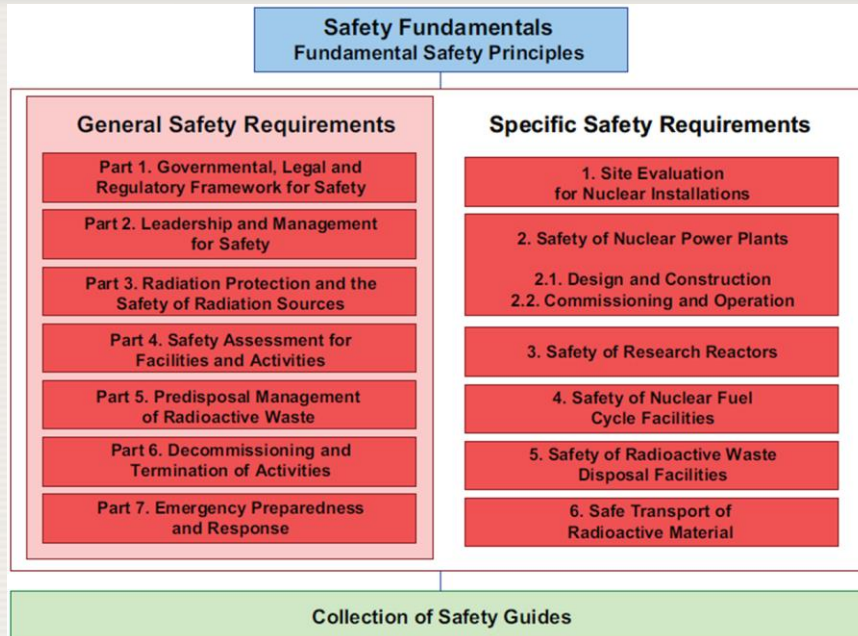 Safety Fundamentals
Fundamental Safety Principles
General Safety Requirements
Part 1. Governmental, Legal and
Regulatory Framework for Safety
Part 2. Leadership and Management
for Safety
Part 3. Radiation Protection and the
Safety of Radiation Sources
Part 4. Safety Assessment for
Facilities and Activities
Part 5. Predisposal Management
of Radioactive Waste
Part 6. Decommissioning and
Termination of Activities
Part 7. Emergency Preparedness
and Response
Specific Safety Requirements
1. Site Evaluation
for Nuclear Installations
2. Safety of Nuclear Power Plants
2.1. Design and Construction
2.2. Commissioning and Operation
3. Safety of Research Reactors
4. Safety of Nuclear Fuel
Cycle Facilities
5. Safety of Radioactive Waste
Disposal Facilities
6. Safe Transport of
Radioactive Material
Collection of Safety Guides